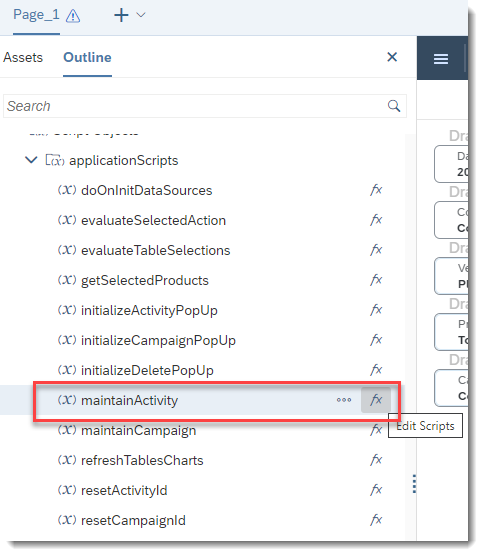 Page_1
Assets Outline
Search
Script Objects
applicationScripts
(x) doOnInitDataSources fx
(x) evaluateSelectedAction fx
(x) evaluateTableSelections fx
(x) getSelectedProducts fx
(x) initializeActivityPopUp fx
(x) initializeCampaignPopUp fx
(x) initializeDeletePopUp fx
(x) maintainActivity fx
Edit Scripts
(x) maintainCampaign fx
(x) refreshTablesCharts fx
(x) resetActivityId fx
(x) resetCampaignId fx
Dra
Da
20
Dra
Co
Co
Dra
Ve
Pl
Dra
Pr
To
Dra
Ca
Co